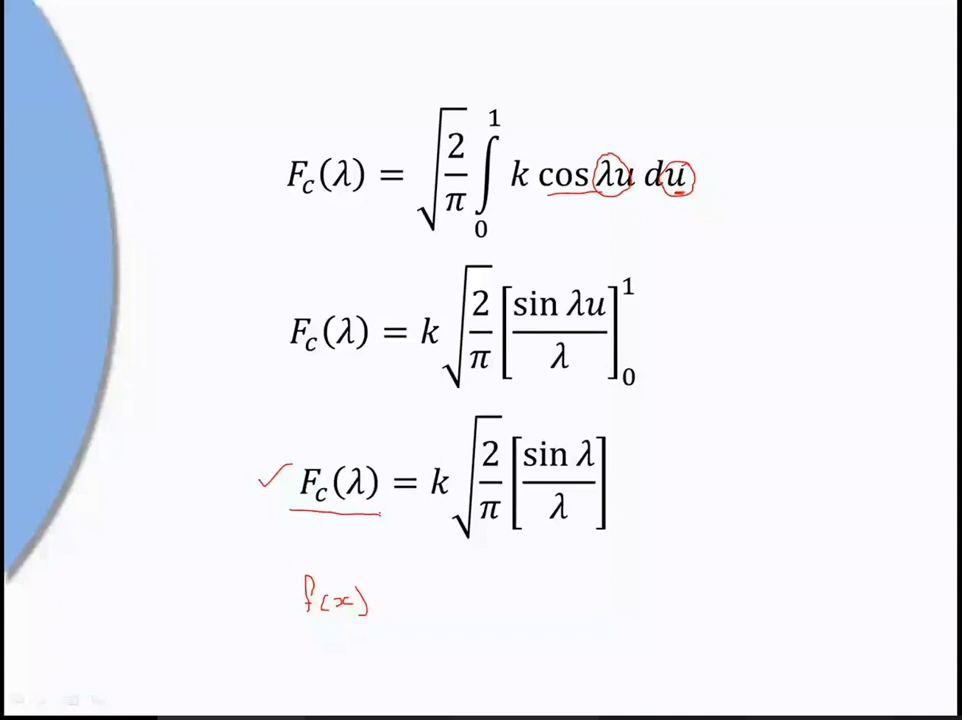 F_c(λ) = √(2/π) ∫₀¹ k cos λu du
F_c(λ) = k √(2/π) [sin λu / λ]₀¹
✓ F_c(λ) = k √(2/π) [sin λ / λ]
f(x)